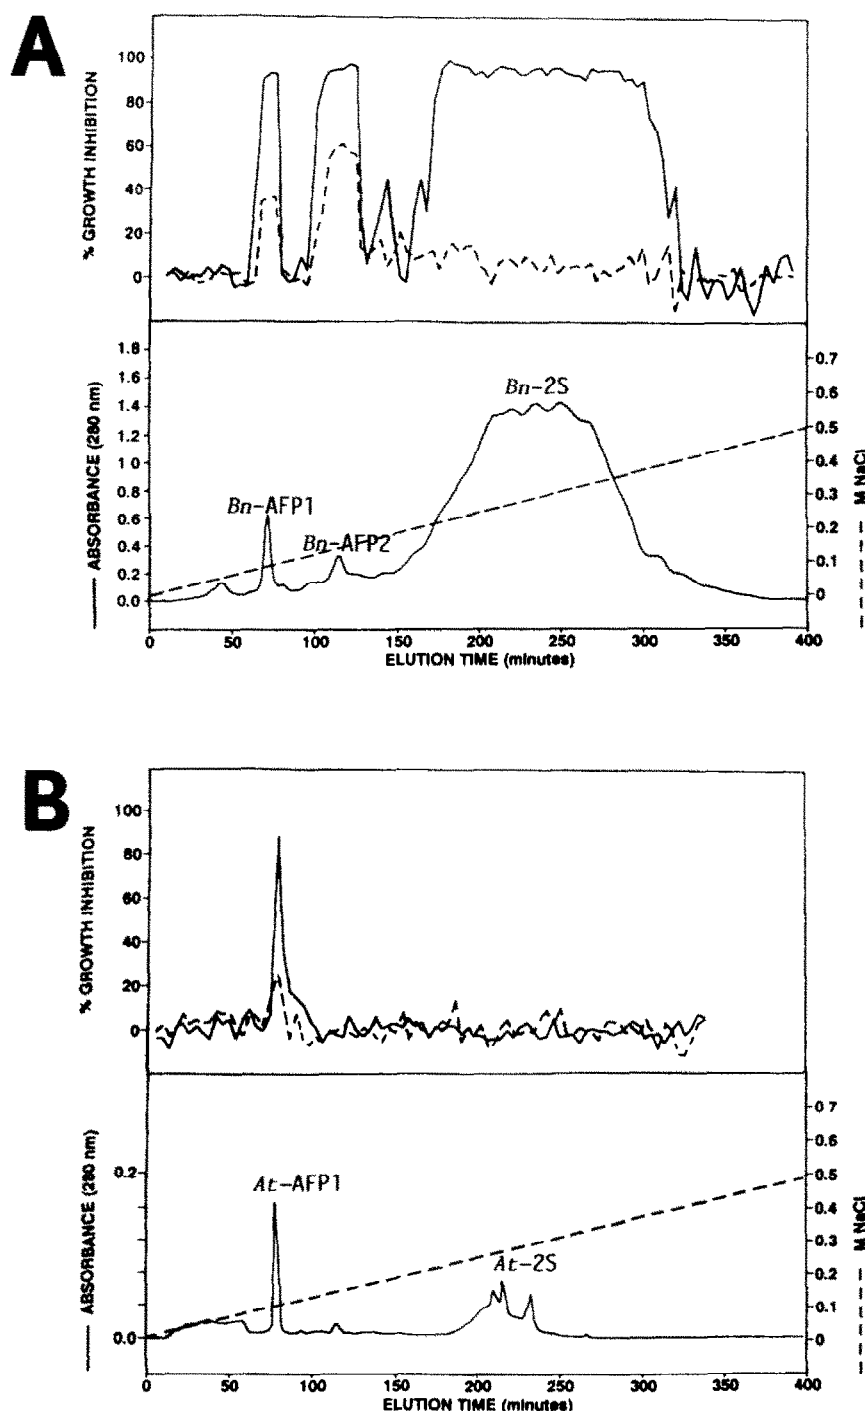 A
% GROWTH INHIBITION
100
80
60
40
20
0
ABSORBANCE (280 nm)
1.8
1.6
1.4
1.2
1.0
0.8
0.6
0.4
0.2
0.0
Bn-AFP1
Bn-AFP2
Bn-2S
0.7
0.6
0.5
0.4
0.3
0.2
0.1
0
M NaCl
0 50 100 150 200 250 300 350 400
ELUTION TIME (minutes)
B
% GROWTH INHIBITION
100
80
60
40
20
0
ABSORBANCE (280 nm)
0.2
0.0
At-AFP1
At-2S
0 7
0.6
0.5
0.4
0.3
0.2
0.1
0
M NaCl
0 50 100 150 200 250 300 350 400
ELUTION TIME (minutes)